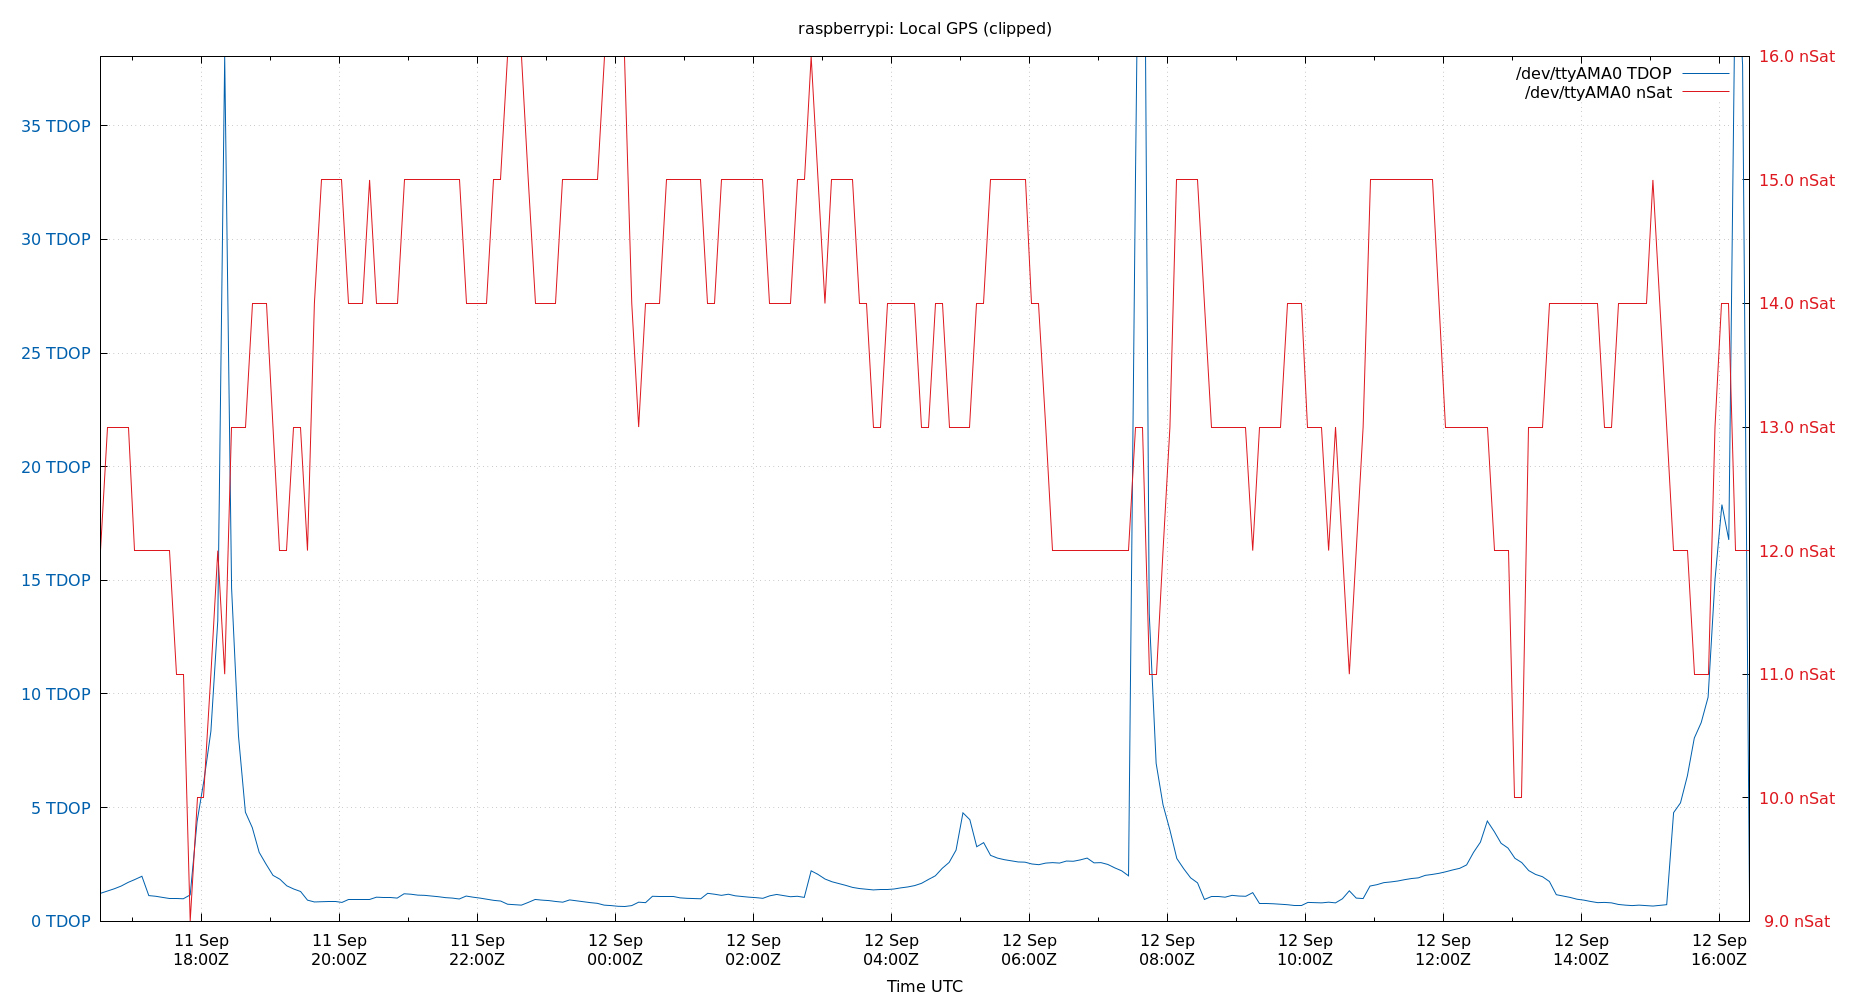 raspberrypi: Local GPS (clipped)
/dev/ttyAMA0 TDOP
/dev/ttyAMA0 nSat
35 TDOP
30 TDOP
25 TDOP
20 TDOP
15 TDOP
10 TDOP
5 TDOP
0 TDOP
16.0 nSat
15.0 nSat
14.0 nSat
13.0 nSat
12.0 nSat
11.0 nSat
10.0 nSat
9.0 nSat
11 Sep
18:00Z
11 Sep
20:00Z
11 Sep
22:00Z
12 Sep
00:00Z
12 Sep
02:00Z
12 Sep
04:00Z
12 Sep
06:00Z
12 Sep
08:00Z
12 Sep
10:00Z
12 Sep
12:00Z
12 Sep
14:00Z
12 Sep
16:00Z
Time UTC